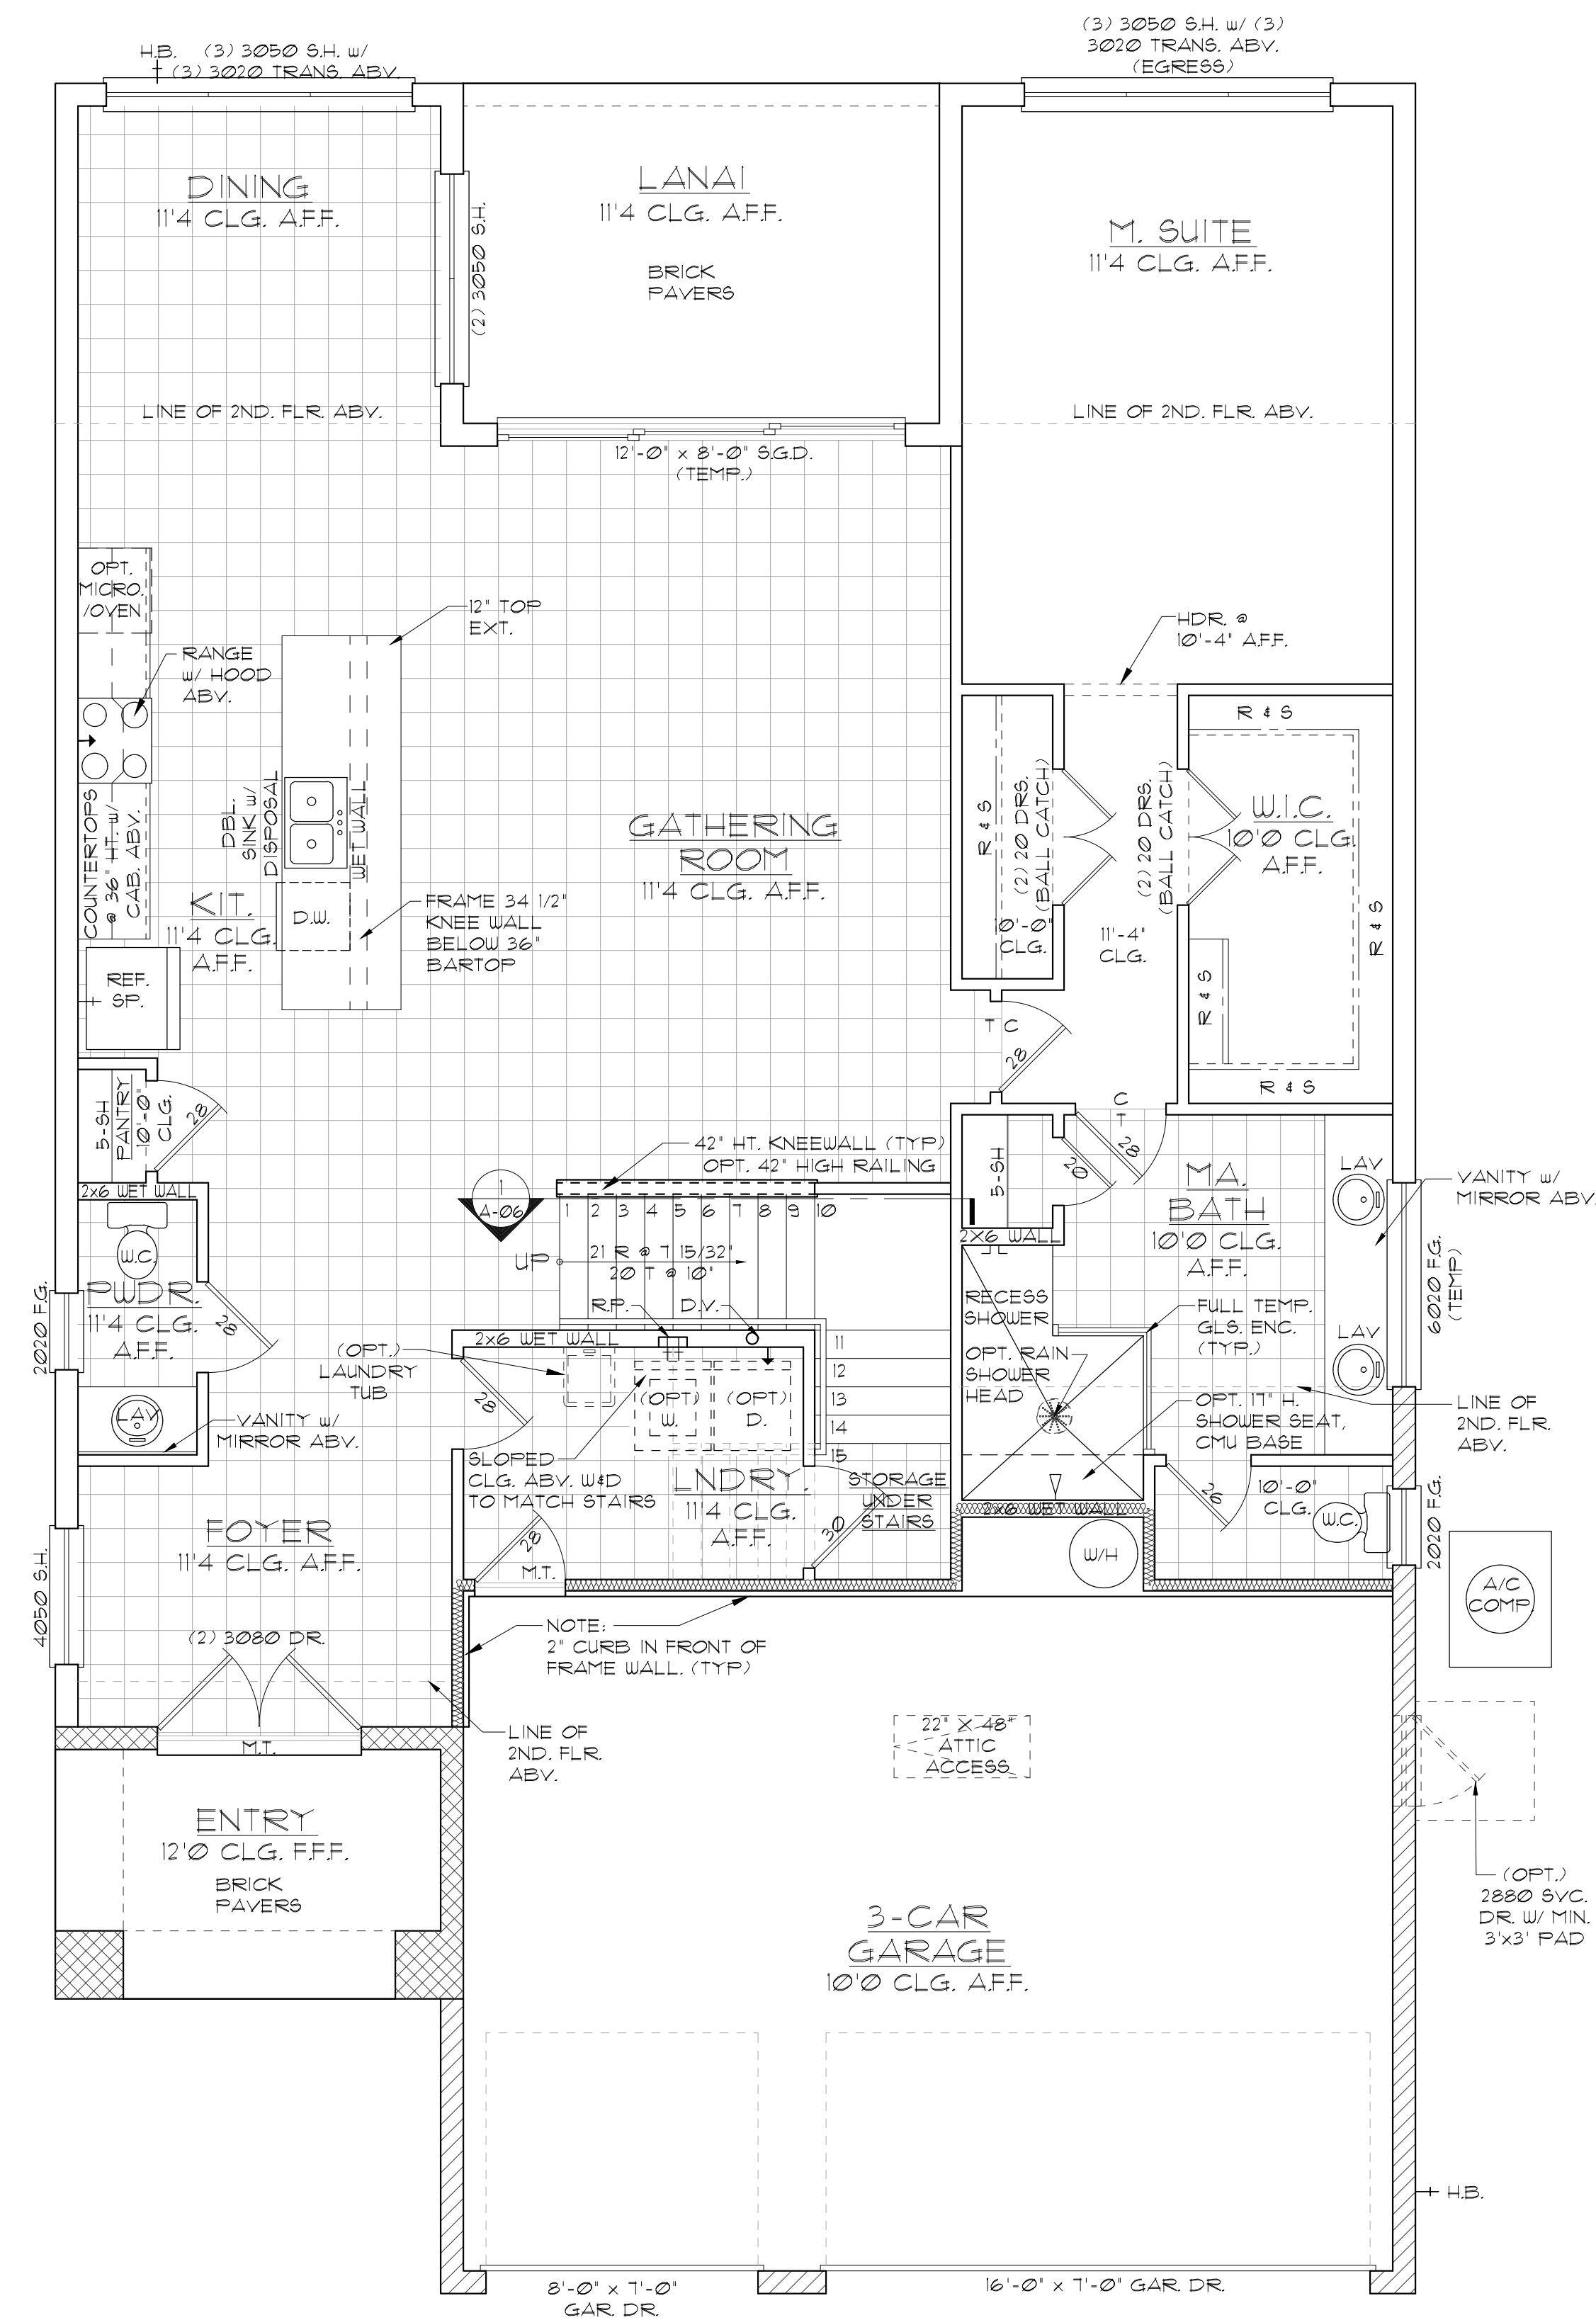 H.B.
(3) 3050 S.H. w/
(3) 3020 TRANS. ABV.
(3) 3050 S.H. w/ (3)
3020 TRANS. ABV.
(EGRESS)
DINING
11'4 CLG. A.F.F.
(2) 3050 S.H.
LANAI
11'4 CLG. A.F.F.
BRICK
PAVERS
M. SUITE
11'4 CLG. A.F.F.
LINE OF 2ND. FLR. ABV.
LINE OF 2ND. FLR. ABV.
12'-0" x 8'-0" S.G.D.
(TEMP.)
OPT.
MICRO.
/OVEN
12" TOP
EXT.
RANGE
w/ HOOD
ABV.
HDR. @
10'-4" A.F.F.
COUNTERTOPS
@ 36" HT. w/
CAB. ABV.
DBL.
SINK w/
DISPOSAL
WET WALL
D.W.
KIT.
11'4 CLG.
A.F.F.
FRAME 34 1/2"
KNEE WALL
BELOW 36"
BARTOP
GATHERING
ROOM
11'4 CLG. A.F.F.
R & S
(2) 20 DRS.
(BALL CATCH)
10'-0"
CLG.
(2) 20 DRS.
(BALL CATCH)
11'-4"
CLG.
R & S
W.I.C.
10'0 CLG.
A.F.F.
R & S
R & S
R & S
REF.
SP.
T C
28
5-SH
PANTRY
10'-0"
CLG.
28
C
T
28
20
5-SH
42" HT. KNEEWALL (TYP)
OPT. 42" HIGH RAILING
2x6 WET WALL
1
A-06
1 2 3 4 5 6 7 8 9 10
UP
21 R @ 7 15/32"
20 T @ 10"
R.P.
D.V.
11
12
13
14
15
W.C.
PWDR.
11'4 CLG.
A.F.F.
28
2020 F.G.
LAV
VANITY w/
MIRROR ABV.
(OPT.)
LAUNDRY
TUB
2x6 WET WALL
28
(OPT)
W.
(OPT)
D.
SLOPED
CLG. ABV. W&D
TO MATCH STAIRS
LNDRY.
11'4 CLG.
A.F.F.
STORAGE
UNDER
STAIRS
30
28
M.T.
MA.
BATH
10'0 CLG.
A.F.F.
LAV
LAV
VANITY w/
MIRROR ABV.
6020 F.G.
(TEMP)
2X6 WALL
RECESS
SHOWER
OPT. RAIN
SHOWER
HEAD
FULL TEMP.
GLS. ENC.
(TYP.)
OPT. 17" H.
SHOWER SEAT,
CMU BASE
LINE OF
2ND. FLR.
ABV.
2x6 WET WALL
26
10'-0"
CLG.
W.C.
2020 F.G.
W/H
A/C
COMP.
FOYER
11'4 CLG. A.F.F.
4050 S.H.
(2) 3080 DR.
M.T.
NOTE:
2" CURB IN FRONT OF
FRAME WALL. (TYP)
LINE OF
2ND. FLR.
ABV.
22" X 48"
ATTIC
ACCESS
ENTRY
12'0 CLG. F.F.F.
BRICK
PAVERS
(OPT.)
2880 SVC.
DR. W/ MIN.
3'x3' PAD
3-CAR
GARAGE
10'0 CLG. A.F.F.
H.B.
8'-0" x 7'-0"
GAR. DR.
16'-0" x 7'-0" GAR. DR.